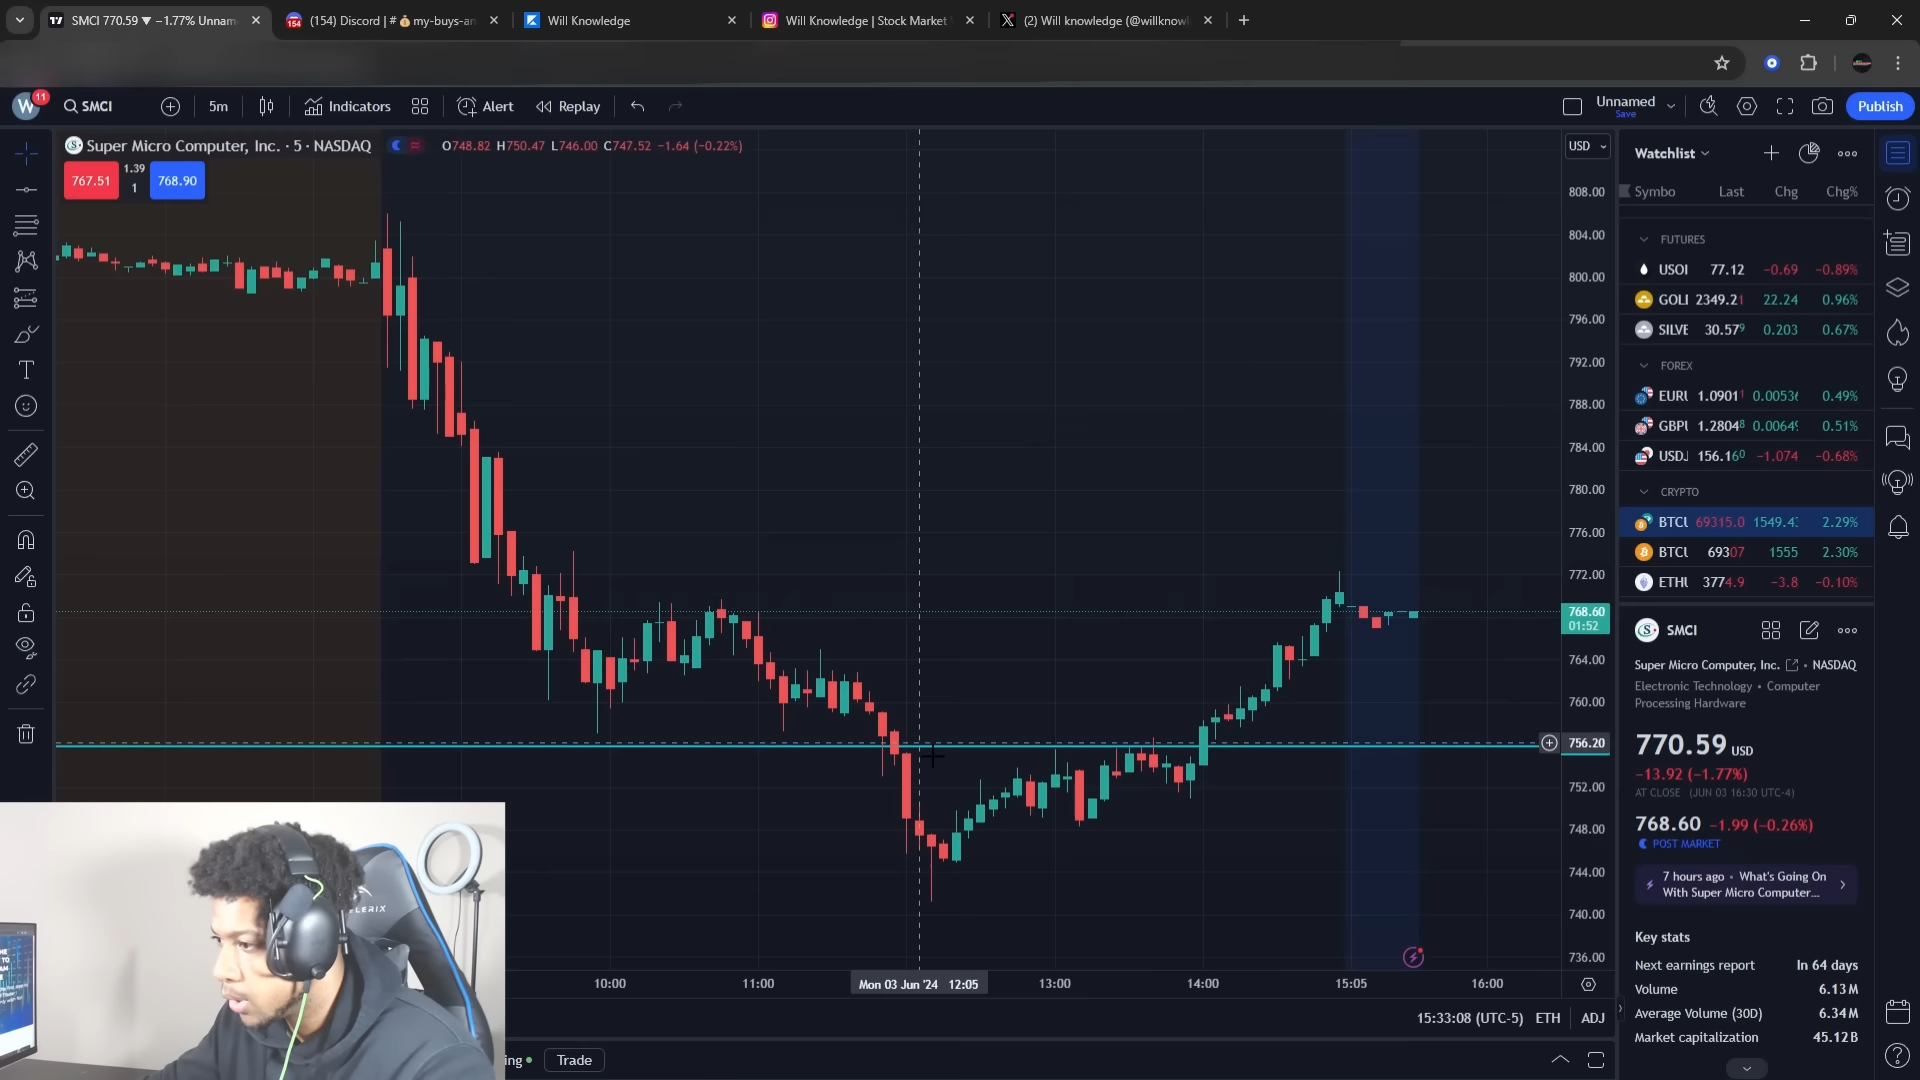 SMCI 770.59 ▼ −1.77% Unnam
(154) Discord | # 💰my-buys-an
Will Knowledge
Will Knowledge | Stock Market
(2) Will knowledge (@willknowl
W 11 SMCI 5m Indicators Alert Replay Unnamed Save Publish
Super Micro Computer, Inc. · 5 · NASDAQ O748.82 H750.47 L746.00 C747.52 −1.64 (−0.22%)
767.51 1.39 1 768.90
USD
808.00
804.00
800.00
796.00
792.00
788.00
784.00
780.00
776.00
772.00
768.60
01:52
764.00
760.00
756.20
752.00
748.00
744.00
740.00
736.00
10:00 11:00 Mon 03 Jun '24 12:05 13:00 14:00 15:05 16:00
15:33:08 (UTC-5) ETH ADJ
ing Trade
Watchlist
Symbo Last Chg Chg%
FUTURES
USOI 77.12 −0.69 −0.89%
GOLI 2349.21 22.24 0.96%
SILVE 30.579 0.203 0.67%
FOREX
EURU 1.09011 0.00536 0.49%
GBPU 1.28048 0.00649 0.51%
USDJ 156.160 −1.074 −0.68%
CRYPTO
BTCU 69315.0 1549.43 2.29%
BTCU 69307 1555 2.30%
ETHU 3774.9 −3.8 −0.10%
SMCI
Super Micro Computer, Inc. • NASDAQ
Electronic Technology • Computer
Processing Hardware
770.59 USD
−13.92 (−1.77%)
AT CLOSE (JUN 03 16:30 UTC-4)
768.60 −1.99 (−0.26%)
POST MARKET
7 hours ago • What's Going On
With Super Micro Computer...
Key stats
Next earnings report In 64 days
Volume 6.13M
Average Volume (30D) 6.34M
Market capitalization 45.12B